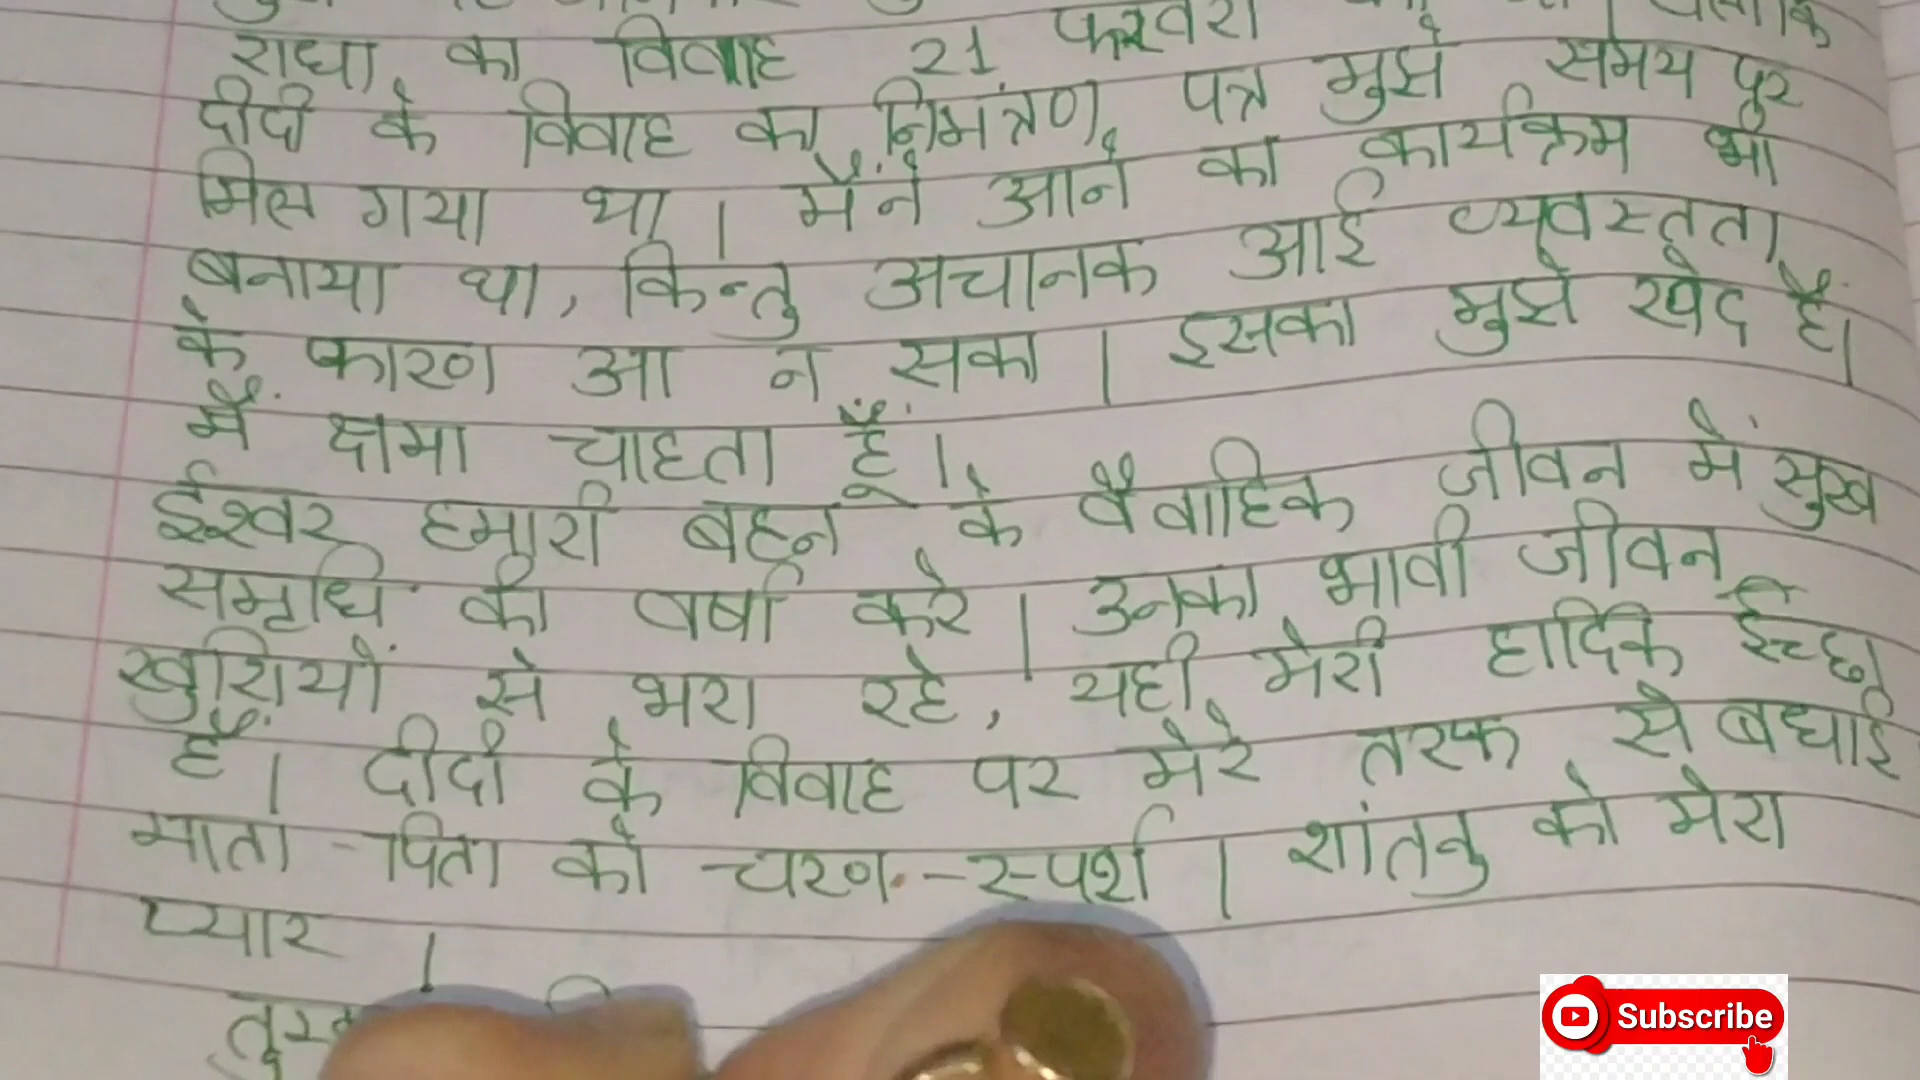 राधा का विवाह 21 फरवरी
दीदी के विवाह का निमंत्रण पत्र मुझे समय पर
मिल गया था। मैंने आने का कार्यक्रम भी
बनाया था, किन्तु अचानक आई व्यवस्तता
के कारण आ न सका। इसका मुझे खेद हैं।
मैं क्षमा चाहता हूँ।
ईश्वर हमारी बहन के वैवाहिक जीवन में सुख
समृधि की वर्षा करे। उनका भावी जीवन
खुशियों से भरा रहे, यही मेरी हार्दिक ईच्छा
हैं। दीदी के विवाह पर मेरे तरफ से बधाई
माता-पिता को चरण-स्पर्श। शांतनु को मेरा
प्यार।
Subscribe